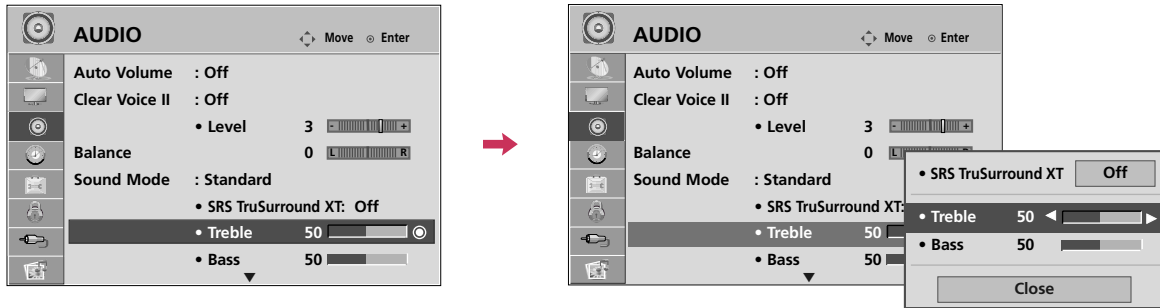 AUDIO
Move Enter
Auto Volume : Off
Clear Voice II : Off
• Level 3 - +
Balance 0 L R
Sound Mode : Standard
• SRS TruSurround XT: Off
• Treble 50
• Bass 50
AUDIO
Move Enter
Auto Volume : Off
Clear Voice II : Off
• Level 3 - +
Balance 0 L
Sound Mode : Standard
• SRS TruSurround XT:
• Treble 50
• Bass 50
• SRS TruSurround XT Off
• Treble 50
• Bass 50
Close